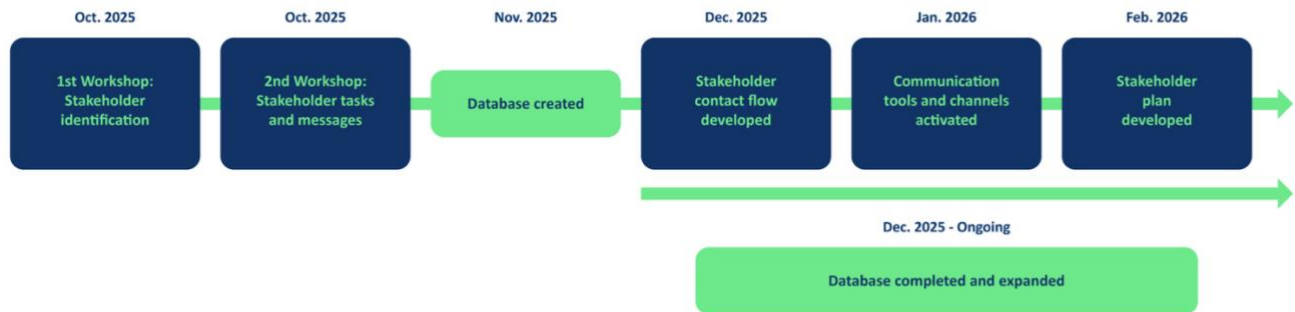 Oct. 2025
Oct. 2025
Nov. 2025
Dec. 2025
Jan. 2026
Feb. 2026
1st Workshop:
Stakeholder
identification
2nd Workshop:
Stakeholder tasks
and messages
Database created
Stakeholder
contact flow
developed
Communication
tools and channels
activated
Stakeholder
plan
developed
Dec. 2025 - Ongoing
Database completed and expanded